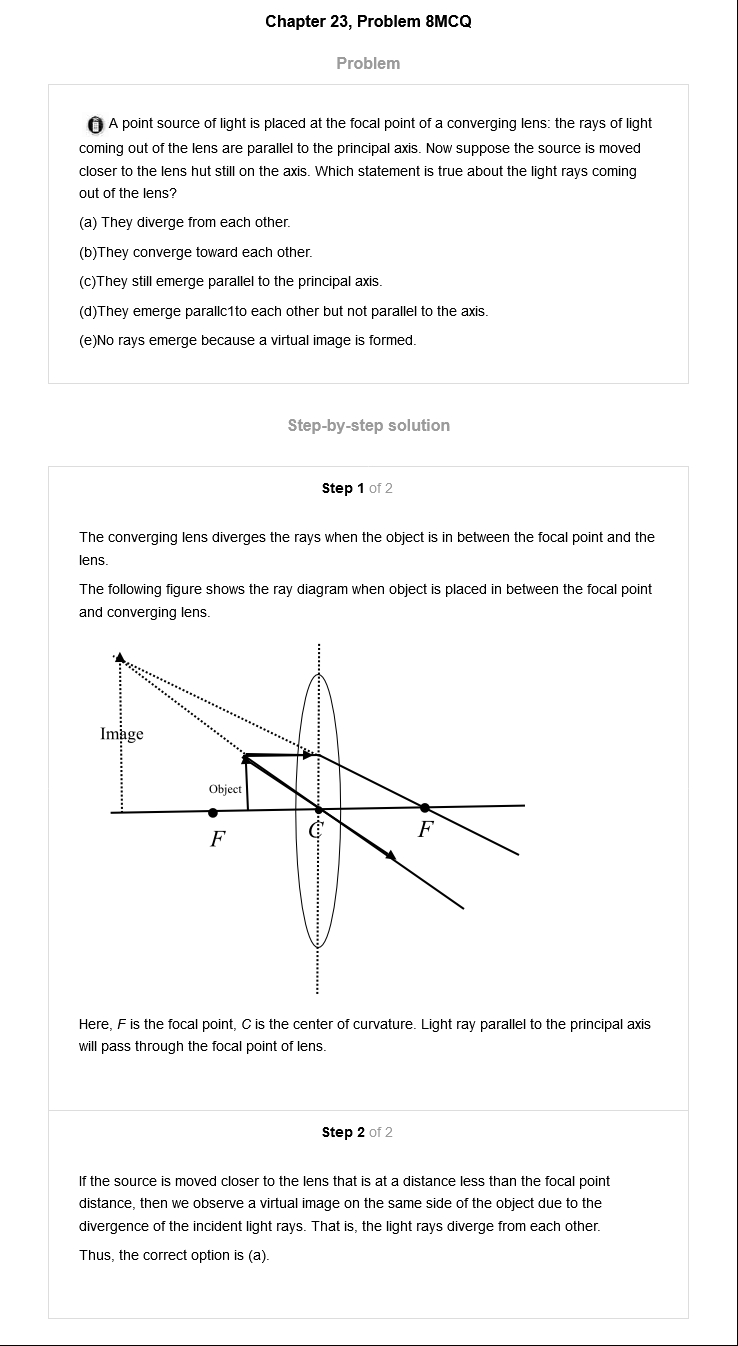 Chapter 23, Problem 8MCQ
Problem
A point source of light is placed at the focal point of a converging lens: the rays of light
coming out of the lens are parallel to the principal axis. Now suppose the source is moved
closer to the lens hut still on the axis. Which statement is true about the light rays coming
out of the lens?
(a) They diverge from each other.
(b)They converge toward each other.
(c)They still emerge parallel to the principal axis.
(d)They emerge parallc1to each other but not parallel to the axis.
(e)No rays emerge because a virtual image is formed.
Step-by-step solution
Step 1 of 2
The converging lens diverges the rays when the object is in between the focal point and the
lens.
The following figure shows the ray diagram when object is placed in between the focal point
and converging lens.
Image
Object
F
C
F
Here, F is the focal point, C is the center of curvature. Light ray parallel to the principal axis
will pass through the focal point of lens.
Step 2 of 2
If the source is moved closer to the lens that is at a distance less than the focal point
distance, then we observe a virtual image on the same side of the object due to the
divergence of the incident light rays. That is, the light rays diverge from each other.
Thus, the correct option is (a).